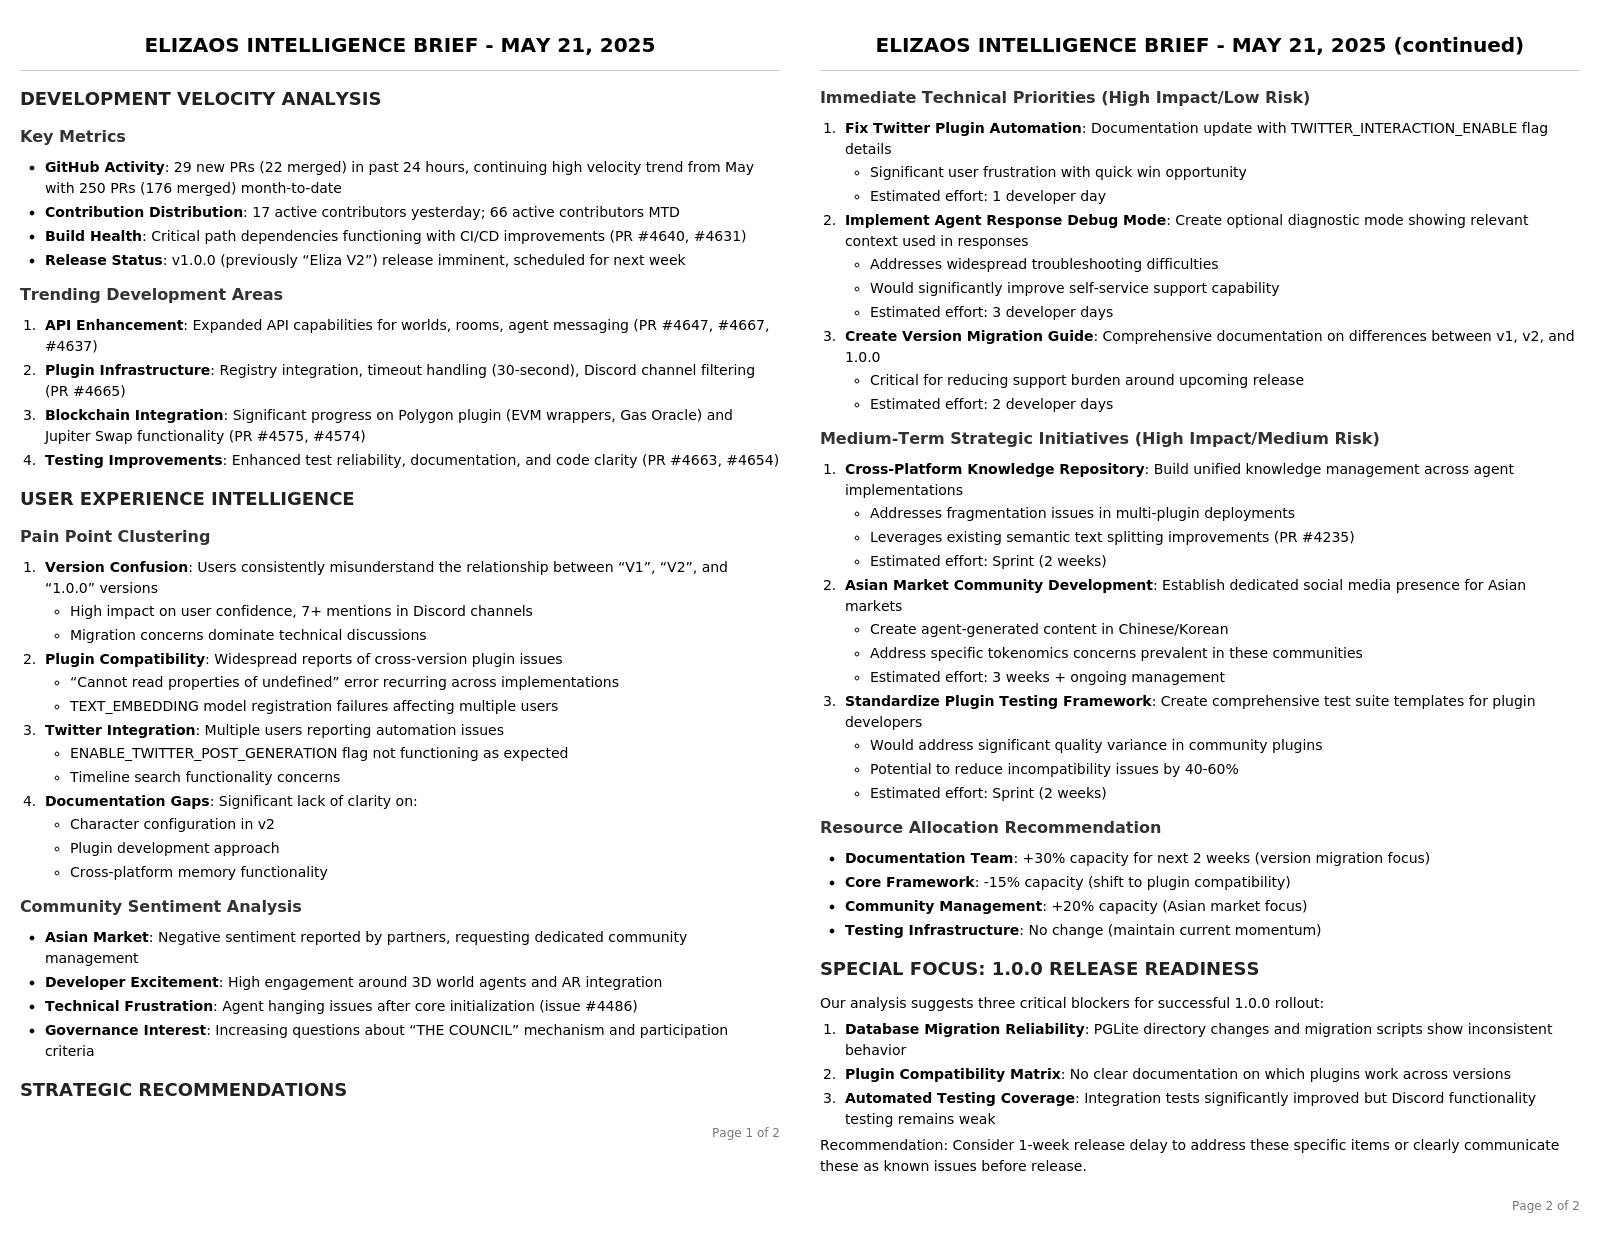 ELIZAOS INTELLIGENCE BRIEF - MAY 21, 2025
DEVELOPMENT VELOCITY ANALYSIS
Key Metrics
• GitHub Activity: 29 new PRs (22 merged) in past 24 hours, continuing high velocity trend from May
with 250 PRs (176 merged) month-to-date
• Contribution Distribution: 17 active contributors yesterday; 66 active contributors MTD
• Build Health: Critical path dependencies functioning with CI/CD improvements (PR #4640, #4631)
• Release Status: v1.0.0 (previously “Eliza V2”) release imminent, scheduled for next week
Trending Development Areas
1. API Enhancement: Expanded API capabilities for worlds, rooms, agent messaging (PR #4647, #4667,
#4637)
2. Plugin Infrastructure: Registry integration, timeout handling (30-second), Discord channel filtering
(PR #4665)
3. Blockchain Integration: Significant progress on Polygon plugin (EVM wrappers, Gas Oracle) and
Jupiter Swap functionality (PR #4575, #4574)
4. Testing Improvements: Enhanced test reliability, documentation, and code clarity (PR #4663, #4654)
USER EXPERIENCE INTELLIGENCE
Pain Point Clustering
1. Version Confusion: Users consistently misunderstand the relationship between “V1”, “V2”, and
“1.0.0” versions
◦ High impact on user confidence, 7+ mentions in Discord channels
◦ Migration concerns dominate technical discussions
2. Plugin Compatibility: Widespread reports of cross-version plugin issues
◦ “Cannot read properties of undefined” error recurring across implementations
◦ TEXT_EMBEDDING model registration failures affecting multiple users
3. Twitter Integration: Multiple users reporting automation issues
◦ ENABLE_TWITTER_POST_GENERATION flag not functioning as expected
◦ Timeline search functionality concerns
4. Documentation Gaps: Significant lack of clarity on:
◦ Character configuration in v2
◦ Plugin development approach
◦ Cross-platform memory functionality
Community Sentiment Analysis
• Asian Market: Negative sentiment reported by partners, requesting dedicated community
management
• Developer Excitement: High engagement around 3D world agents and AR integration
• Technical Frustration: Agent hanging issues after core initialization (issue #4486)
• Governance Interest: Increasing questions about “THE COUNCIL” mechanism and participation
criteria
STRATEGIC RECOMMENDATIONS
Page 1 of 2
ELIZAOS INTELLIGENCE BRIEF - MAY 21, 2025 (continued)
Immediate Technical Priorities (High Impact/Low Risk)
1. Fix Twitter Plugin Automation: Documentation update with TWITTER_INTERACTION_ENABLE flag
details
◦ Significant user frustration with quick win opportunity
◦ Estimated effort: 1 developer day
2. Implement Agent Response Debug Mode: Create optional diagnostic mode showing relevant
context used in responses
◦ Addresses widespread troubleshooting difficulties
◦ Would significantly improve self-service support capability
◦ Estimated effort: 3 developer days
3. Create Version Migration Guide: Comprehensive documentation on differences between v1, v2, and
1.0.0
◦ Critical for reducing support burden around upcoming release
◦ Estimated effort: 2 developer days
Medium-Term Strategic Initiatives (High Impact/Medium Risk)
1. Cross-Platform Knowledge Repository: Build unified knowledge management across agent
implementations
◦ Addresses fragmentation issues in multi-plugin deployments
◦ Leverages existing semantic text splitting improvements (PR #4235)
◦ Estimated effort: Sprint (2 weeks)
2. Asian Market Community Development: Establish dedicated social media presence for Asian
markets
◦ Create agent-generated content in Chinese/Korean
◦ Address specific tokenomics concerns prevalent in these communities
◦ Estimated effort: 3 weeks + ongoing management
3. Standardize Plugin Testing Framework: Create comprehensive test suite templates for plugin
developers
◦ Would address significant quality variance in community plugins
◦ Potential to reduce incompatibility issues by 40-60%
◦ Estimated effort: Sprint (2 weeks)
Resource Allocation Recommendation
• Documentation Team: +30% capacity for next 2 weeks (version migration focus)
• Core Framework: -15% capacity (shift to plugin compatibility)
• Community Management: +20% capacity (Asian market focus)
• Testing Infrastructure: No change (maintain current momentum)
SPECIAL FOCUS: 1.0.0 RELEASE READINESS
Our analysis suggests three critical blockers for successful 1.0.0 rollout:
1. Database Migration Reliability: PGLite directory changes and migration scripts show inconsistent
behavior
2. Plugin Compatibility Matrix: No clear documentation on which plugins work across versions
3. Automated Testing Coverage: Integration tests significantly improved but Discord functionality
testing remains weak
Recommendation: Consider 1-week release delay to address these specific items or clearly communicate
these as known issues before release.
Page 2 of 2